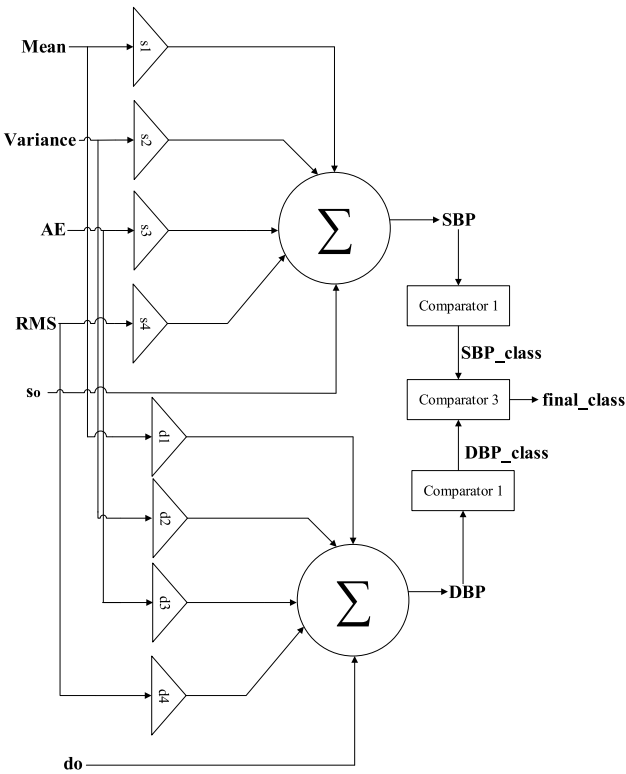 Mean
s1
Variance
s2
AE
s3
Σ
SBP
RMS
s4
Comparator 1
SBP_class
so
Comparator 3
final_class
d1
DBP_class
Comparator 1
d2
d3
Σ
DBP
d4
do